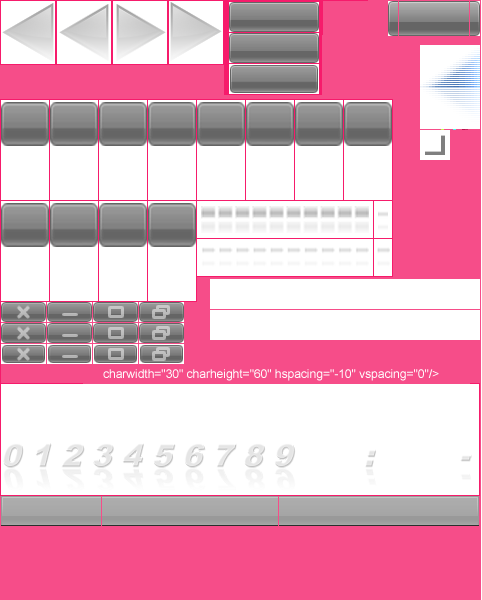 charwidth="30" charheight="60" hspacing="-10" vspacing="0"/>
0 1 2 3 4 5 6 7 8 9 : -